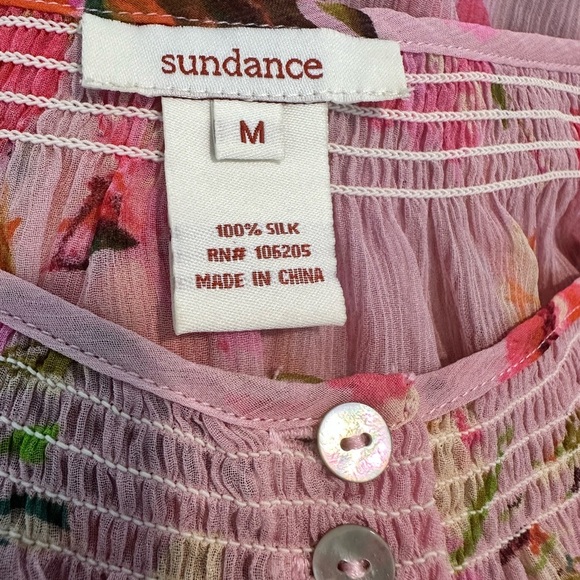 sundance
M
100% SILK
RN# 106205
MADE IN CHINA